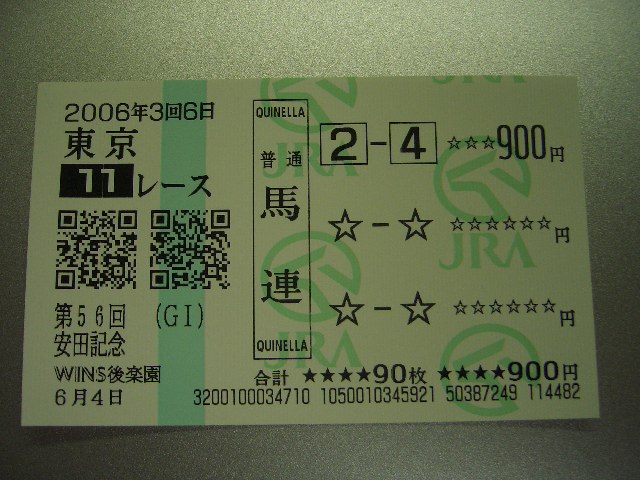 2006年3回6日
東京
11レース
第56回 (GI)
安田記念
WINS後楽園
6月4日
QUINELLA
普通
馬
連
QUINELLA
2-4 ☆☆☆900円
☆-☆ ☆☆☆☆☆☆円
☆-☆ ☆☆☆☆☆☆円
合計 ★★★★90枚 ★★★★900円
3200100034710 1050010345921 50387249 114482
JRA
JRA
JRA
JRA